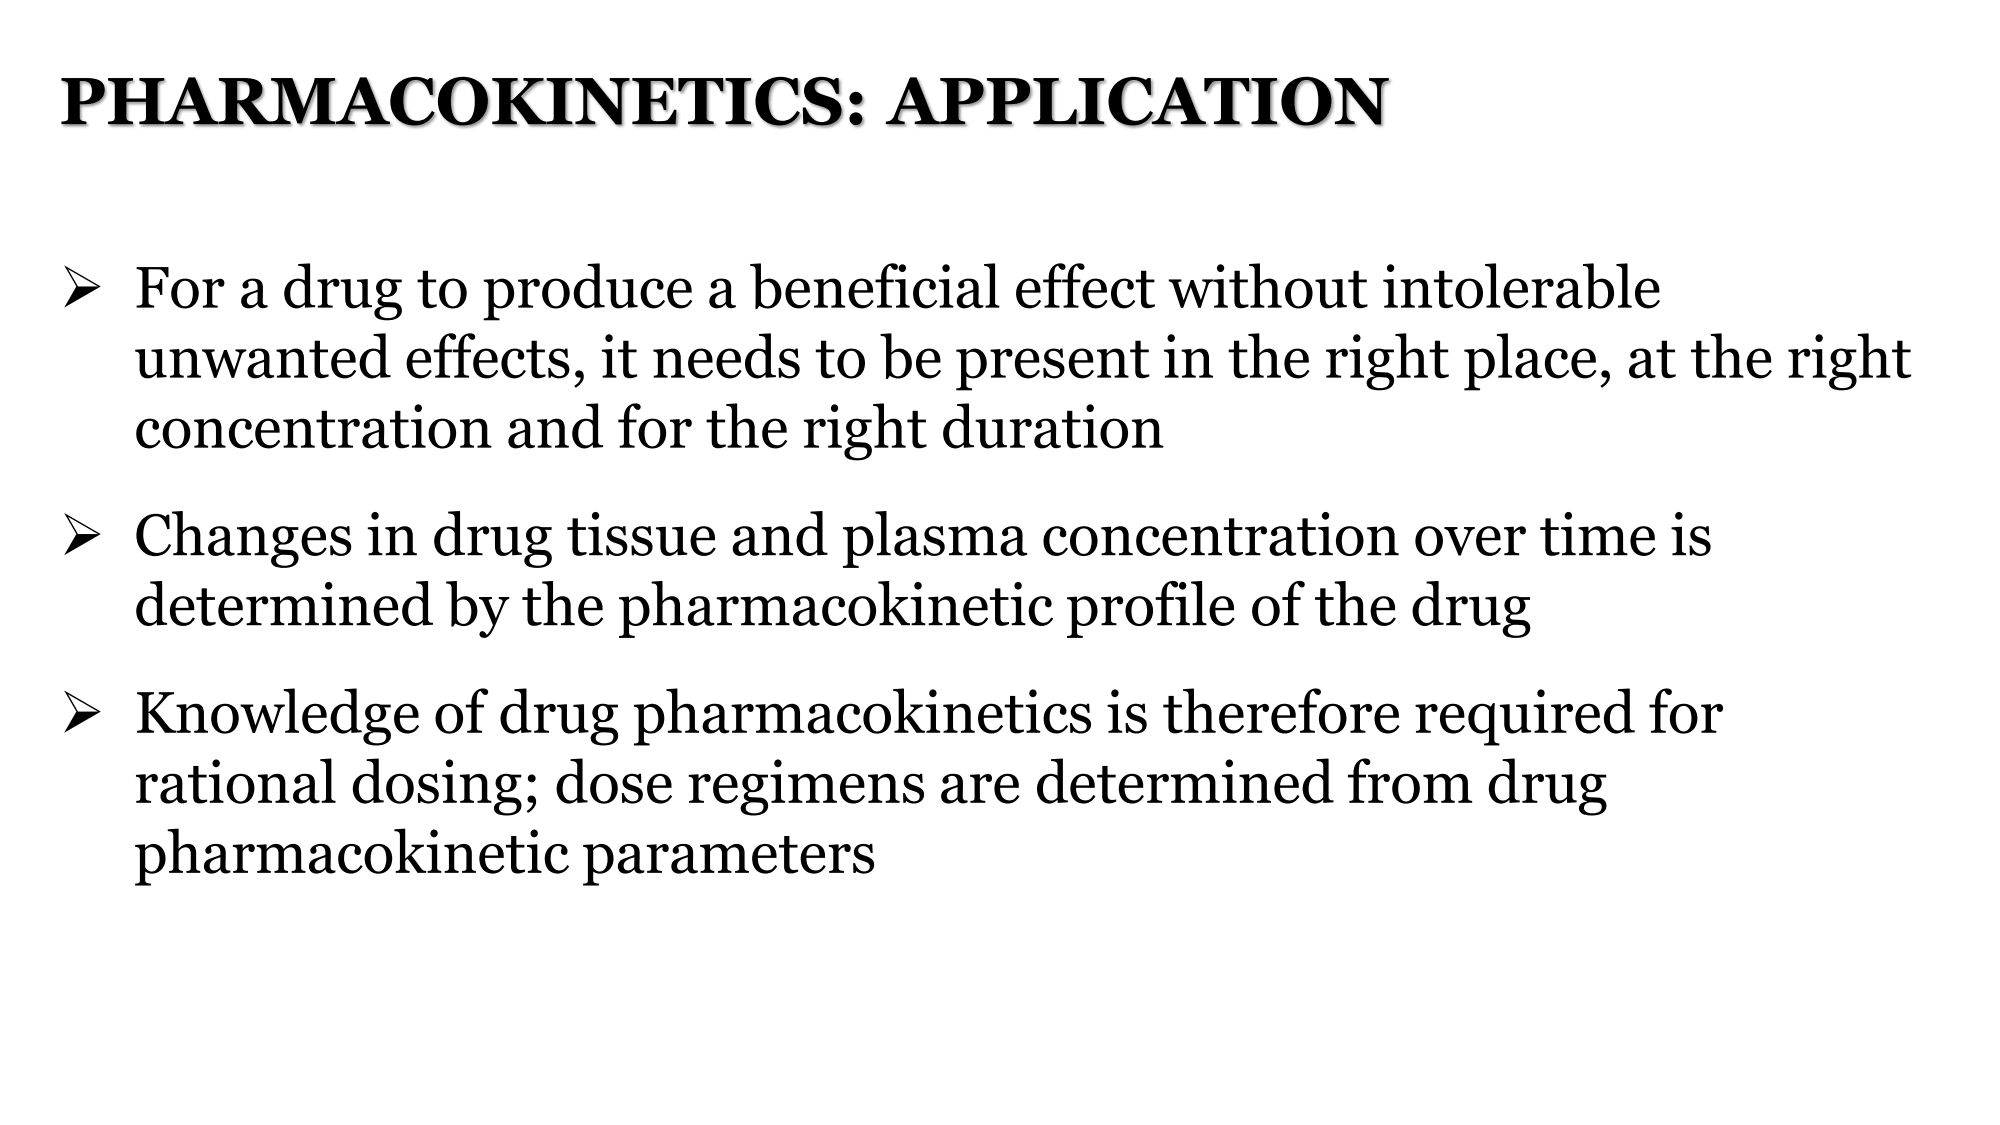 PHARMACOKINETICS: APPLICATION
➢ For a drug to produce a beneficial effect without intolerable
unwanted effects, it needs to be present in the right place, at the right
concentration and for the right duration
➢ Changes in drug tissue and plasma concentration over time is
determined by the pharmacokinetic profile of the drug
➢ Knowledge of drug pharmacokinetics is therefore required for
rational dosing; dose regimens are determined from drug
pharmacokinetic parameters